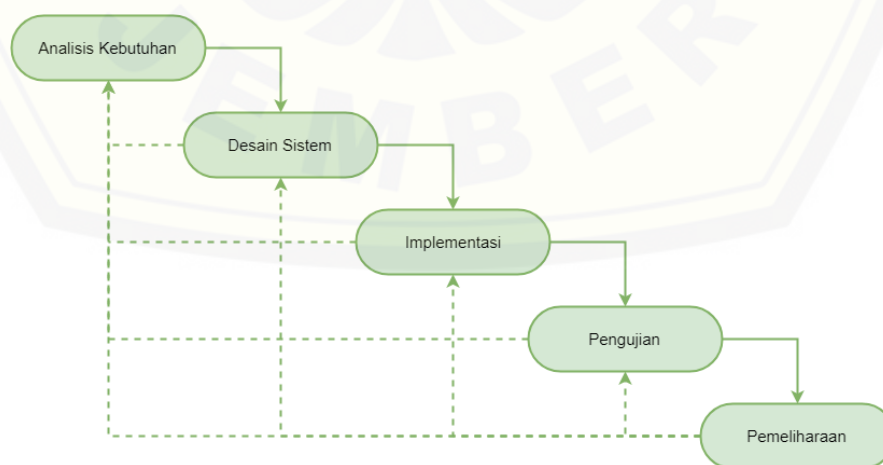 Analisis Kebutuhan
Desain Sistem
Implementasi
Pengujian
Pemeliharaan